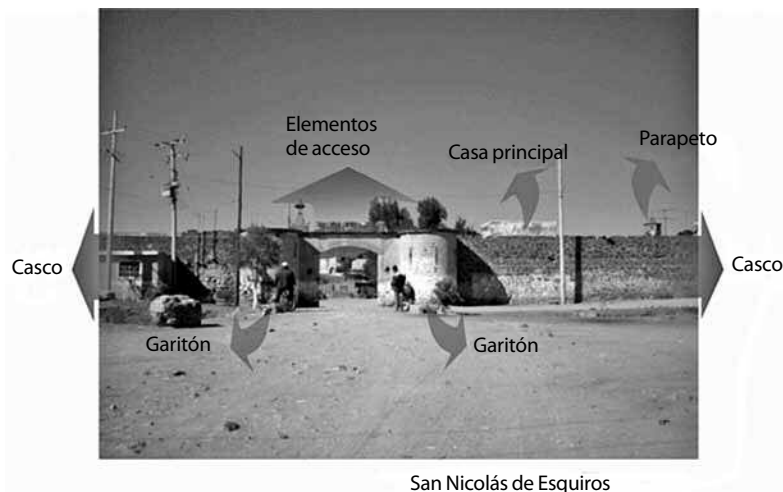 Elementos
de acceso
Casa principal
Parapeto
Casco
Casco
Garitón
Garitón
San Nicolás de Esquiros